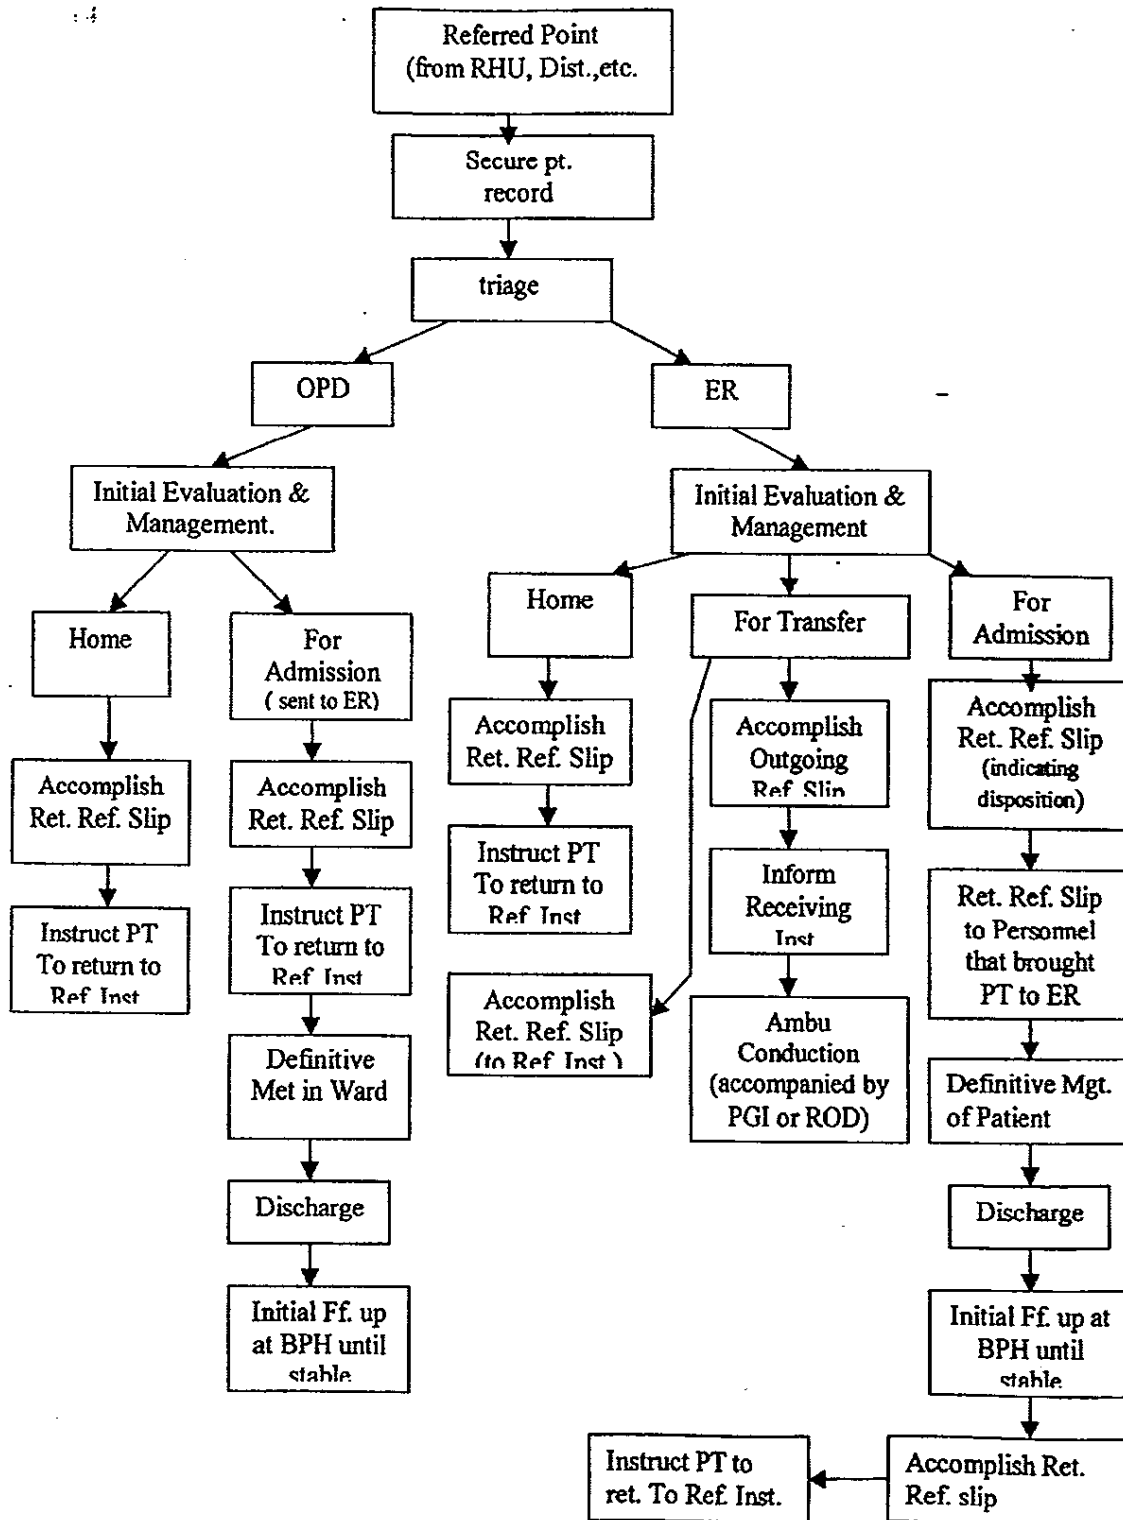 Referred Point
(from RHU, Dist.,etc.
Secure pt.
record
triage
OPD
ER
Initial Evaluation &
Management.
Initial Evaluation &
Management
Home
For
Admission
( sent to ER)
Home
For Transfer
For
Admission
Accomplish
Ret. Ref. Slip
Accomplish
Ret. Ref. Slip
Accomplish
Ret. Ref. Slip
Accomplish
Outgoing
Ref. Slip
Accomplish
Ret. Ref. Slip
(indicating
disposition)
Instruct PT
To return to
Ref. Inst.
Instruct PT
To return to
Ref. Inst.
Instruct PT
To return to
Ref. Inst.
Inform
Receiving
Inst.
Ret. Ref. Slip
to Personnel
that brought
PT to ER
Accomplish
Ret. Ref. Slip
(to Ref. Inst.)
Ambu
Conduction
(accompanied by
PGI or ROD)
Definitive
Met in Ward
Definitive Mgt.
of Patient
Discharge
Discharge
Initial Ff. up
at BPH until
stable
Initial Ff. up at
BPH until
stable
Instruct PT to
ret. To Ref. Inst.
Accomplish Ret.
Ref. slip